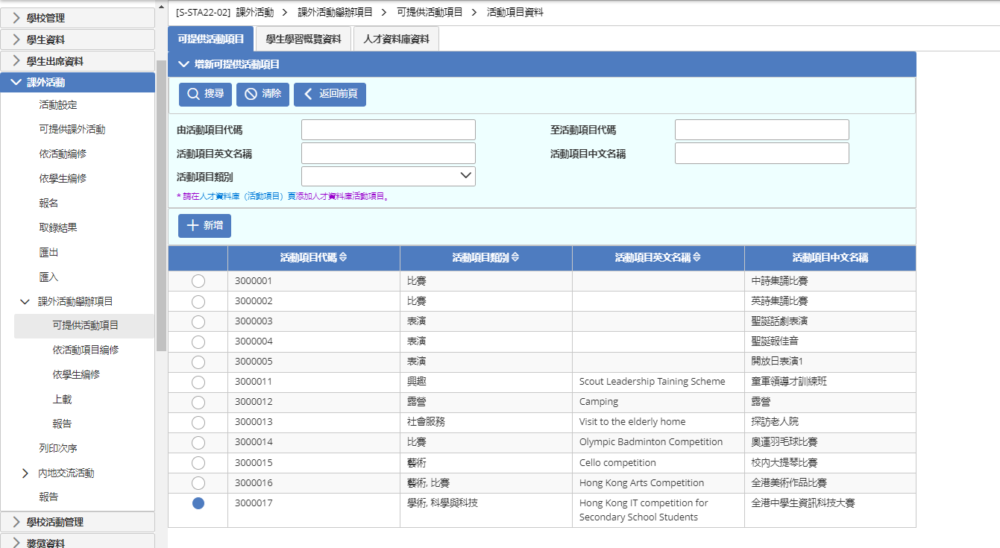 [S-STA22-02] 課外活動 > 課外活動舉辦項目 > 可提供活動項目 > 活動項目資料
學校管理
學生資料
學生出席資料
課外活動
活動設定
可提供課外活動
依活動編修
依學生編修
報名
取錄結果
匯出
匯入
課外活動舉辦項目
可提供活動項目
依活動項目編修
依學生編修
上載
報告
列印次序
內地交流活動
報告
學校活動管理
獎懲資料
可提供活動項目 學生學習概覽資料 人才資料庫資料
增新可提供活動項目
搜尋 清除 返回前頁
由活動項目代碼 至活動項目代碼
活動項目英文名稱 活動項目中文名稱
活動項目類別
* 請在人才資料庫（活動項目）頁添加人才資料庫活動項目。
新增
活動項目代碼 活動項目類別 活動項目英文名稱 活動項目中文名稱
3000001 比賽 中詩集誦比賽
3000002 比賽 英詩集誦比賽
3000003 表演 聖誕話劇表演
3000004 表演 聖誕報佳音
3000005 表演 開放日表演1
3000011 興趣 Scout Leadership Taining Scheme 童軍領導才訓練班
3000012 露營 Camping 露營
3000013 社會服務 Visit to the elderly home 探訪老人院
3000014 比賽 Olympic Badminton Competition 奧運羽毛球比賽
3000015 藝術 Cello competition 校內大提琴比賽
3000016 藝術, 比賽 Hong Kong Arts Competition 全港美術作品比賽
3000017 學術, 科學與科技 Hong Kong IT competition for 全港中學生資訊科技大賽
Secondary School Students